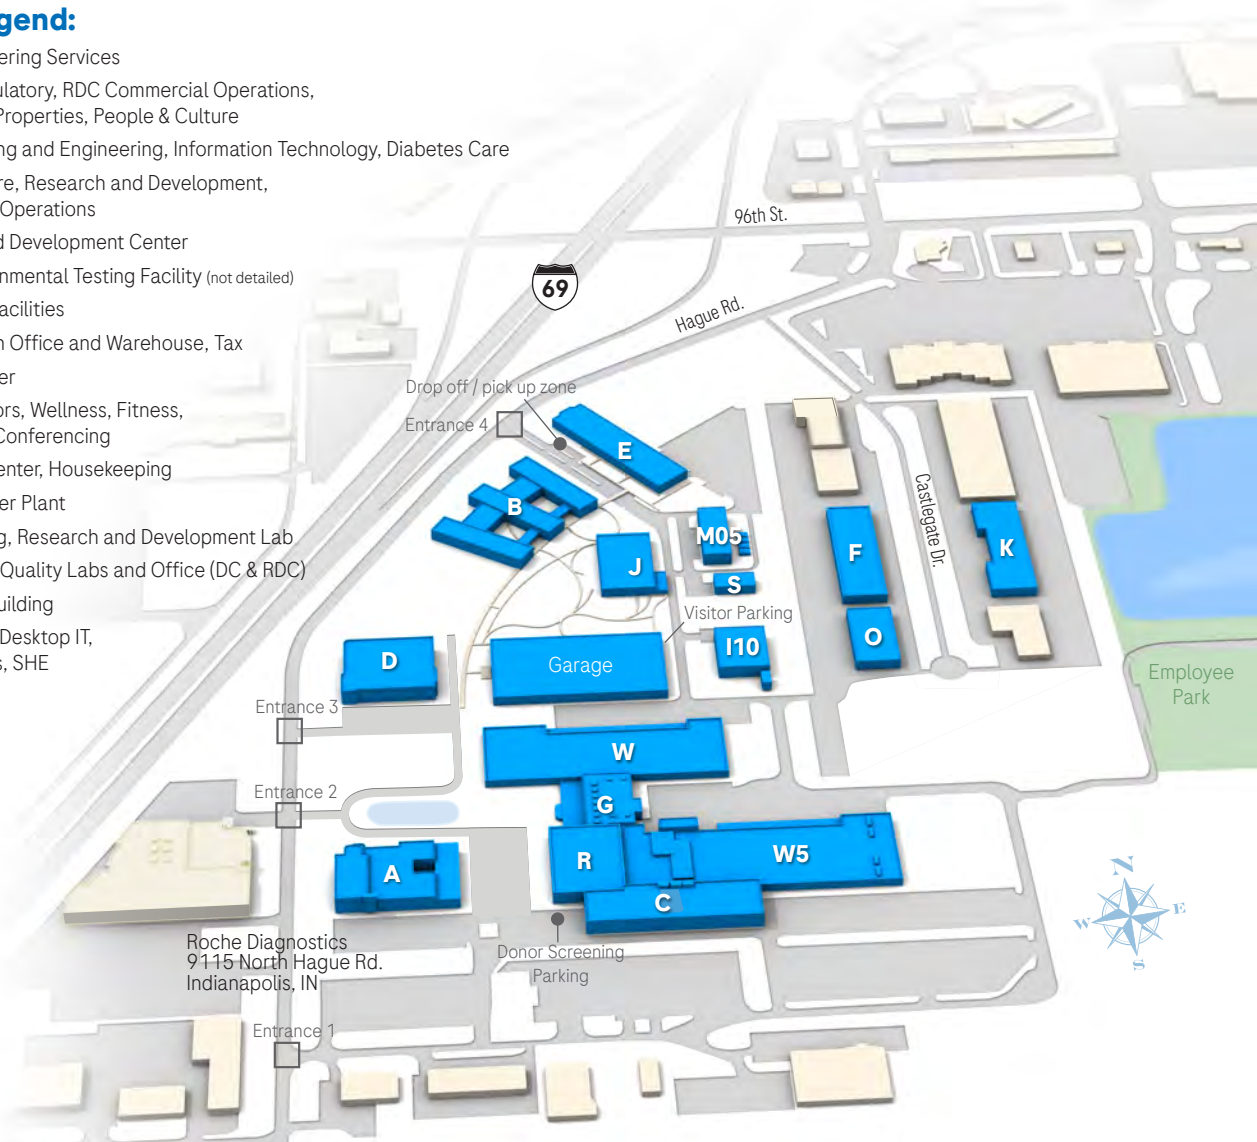 gend:
ering Services
ulatory, RDC Commercial Operations,
Properties, People & Culture
ng and Engineering, Information Technology, Diabetes Care
re, Research and Development,
Operations
d Development Center
nmental Testing Facility (not detailed)
acilities
n Office and Warehouse, Tax
er
ors, Wellness, Fitness,
Conferencing
enter, Housekeeping
er Plant
g, Research and Development Lab
Quality Labs and Office (DC & RDC)
uilding
Desktop IT,
s, SHE
96th St.
69
Hague Rd.
Drop off / pick up zone
Entrance 4
E
B
M05
J
S
F
Castlegate Dr.
K
Visitor Parking
O
I10
D
Garage
Employee
Park
Entrance 3
W
Entrance 2
G
R
W5
A
C
N
W
E
S
Roche Diagnostics
9115 North Hague Rd.
Indianapolis, IN
Donor Screening
Parking
Entrance 1